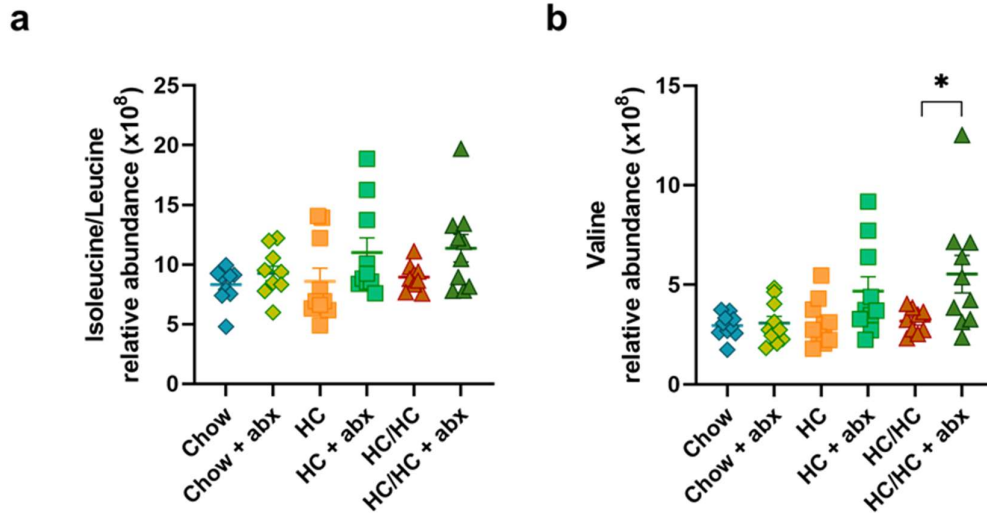 a
Isoleucine/Leucine
relative abundance (x10⁸)
25
20
15
10
5
0
Chow
Chow + abx
HC
HC + abx
HC/HC
HC/HC + abx
b
Valine
relative abundance (x10⁸)
15
10
5
0
*
Chow
Chow + abx
HC
HC + abx
HC/HC
HC/HC + abx